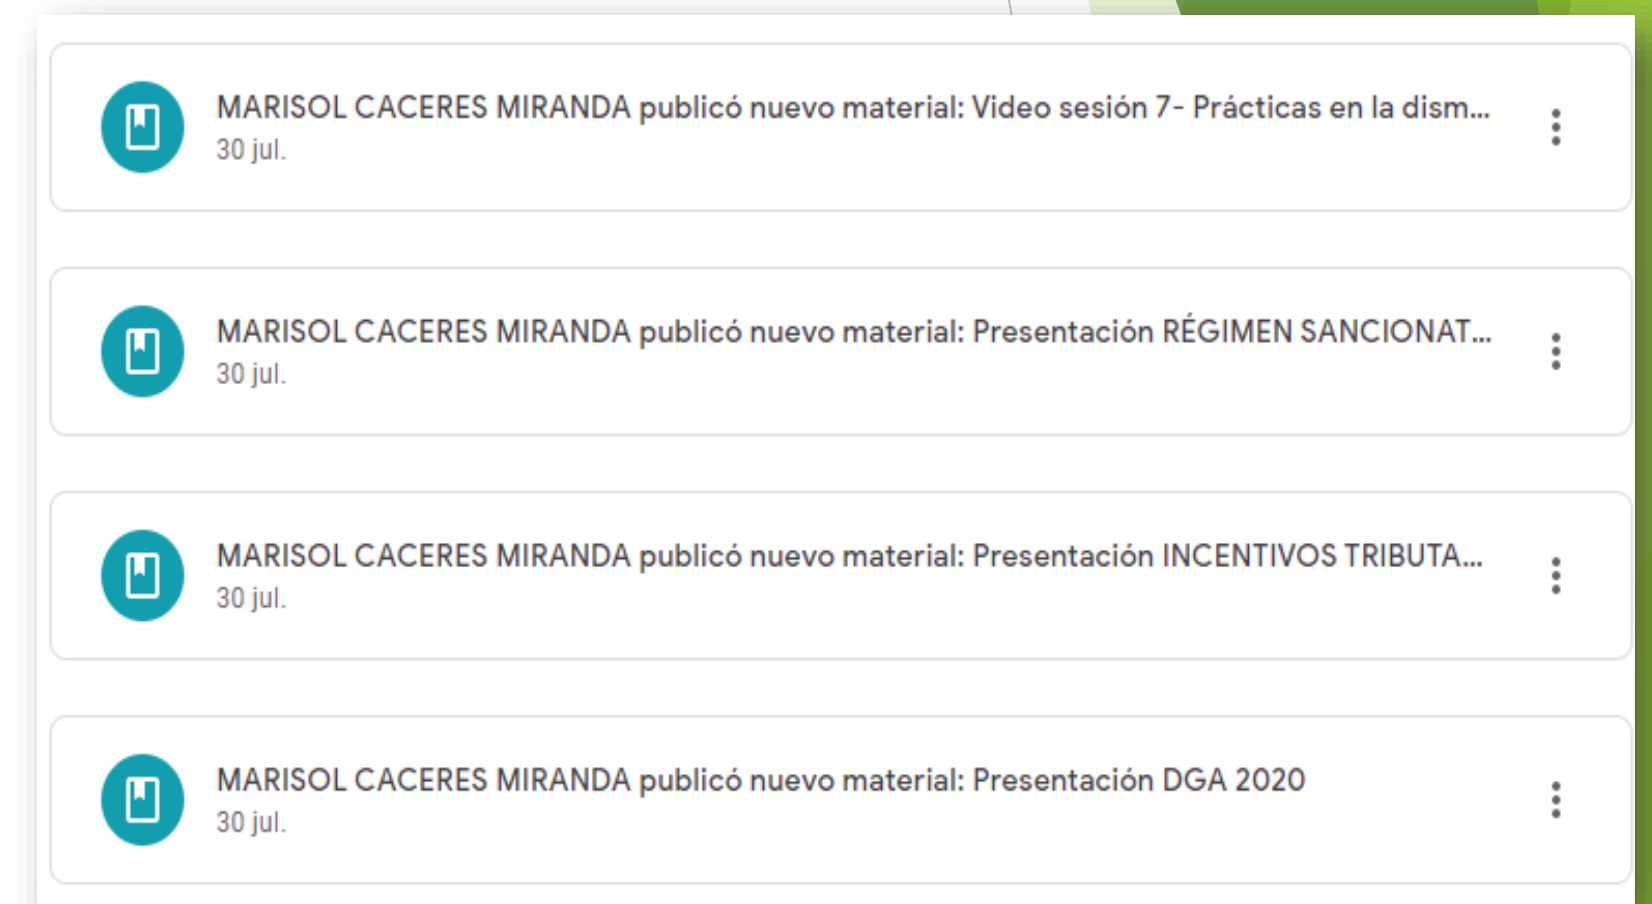 MARISOL CACERES MIRANDA publicó nuevo material: Video sesión 7- Prácticas en la dism...
30 jul.
MARISOL CACERES MIRANDA publicó nuevo material: Presentación RÉGIMEN SANCIONAT...
30 jul.
MARISOL CACERES MIRANDA publicó nuevo material: Presentación INCENTIVOS TRIBUTA...
30 jul.
MARISOL CACERES MIRANDA publicó nuevo material: Presentación DGA 2020
30 jul.